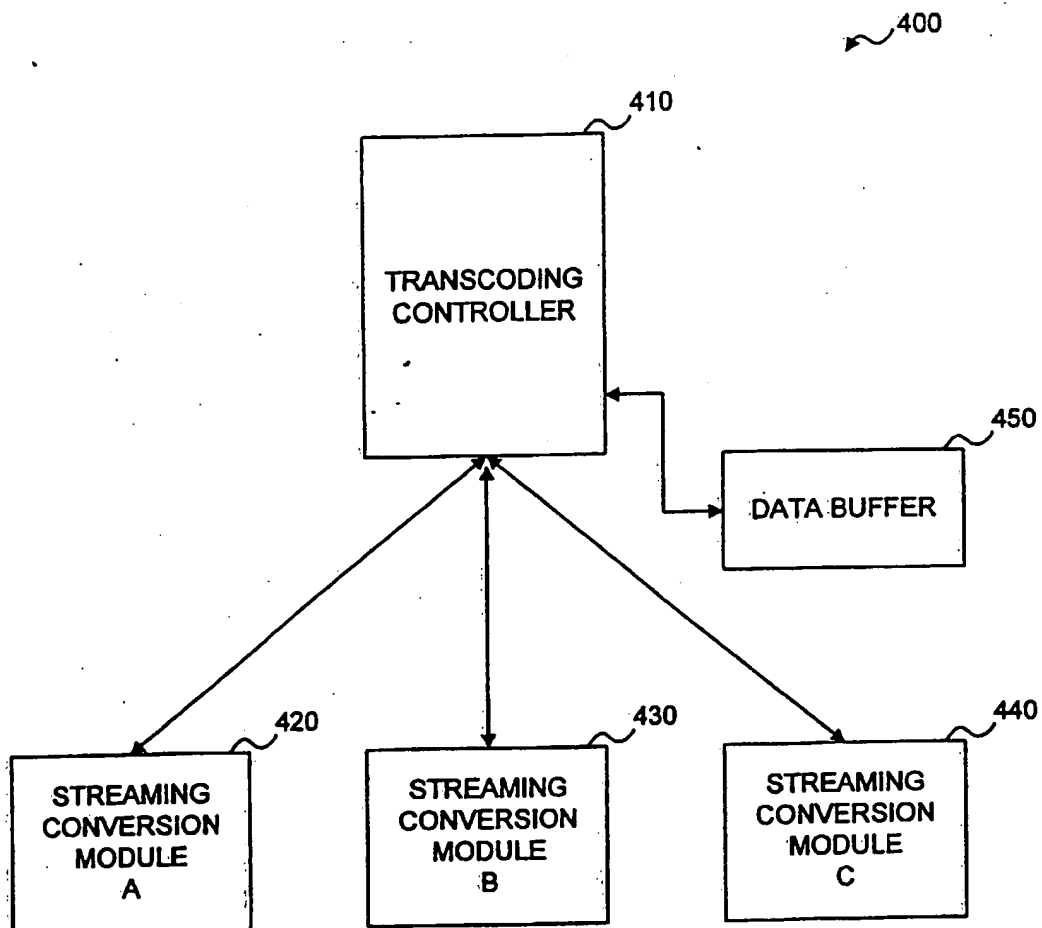 400
410
TRANSCODING
CONTROLLER
450
DATA BUFFER
420
STREAMING
CONVERSION
MODULE
A
430
STREAMING
CONVERSION
MODULE
B
440
STREAMING
CONVERSION
MODULE
C